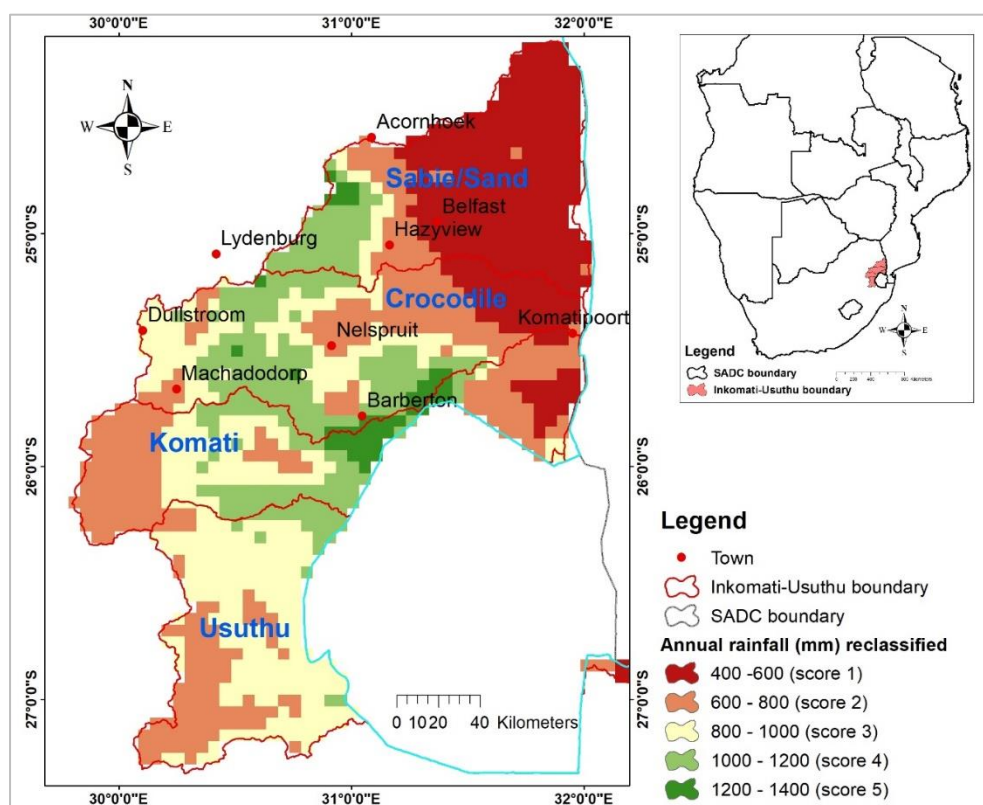 30°0'0"E 31°0'0"E 32°0'0"E
N
W E
S
Acornhoek
Sabie/Sand
Belfast
Hazyview
Lydenburg
Crocodile
Dullstroom
Komatipoort
Nelspruit
Machadodorp
Barberton
Komati
Usuthu
25°0'0"S
26°0'0"S
27°0'0"S
25°0'0"S
26°0'0"S
27°0'0"S
0 10 20 40 Kilometers
30°0'0"E 31°0'0"E 32°0'0"E
N
W E
S
Legend
SADC boundary
Inkomati-Usuthu boundary
Legend
Town
Inkomati-Usuthu boundary
SADC boundary
Annual rainfall (mm) reclassified
400 -600 (score 1)
600 - 800 (score 2)
800 - 1000 (score 3)
1000 - 1200 (score 4)
1200 - 1400 (score 5)